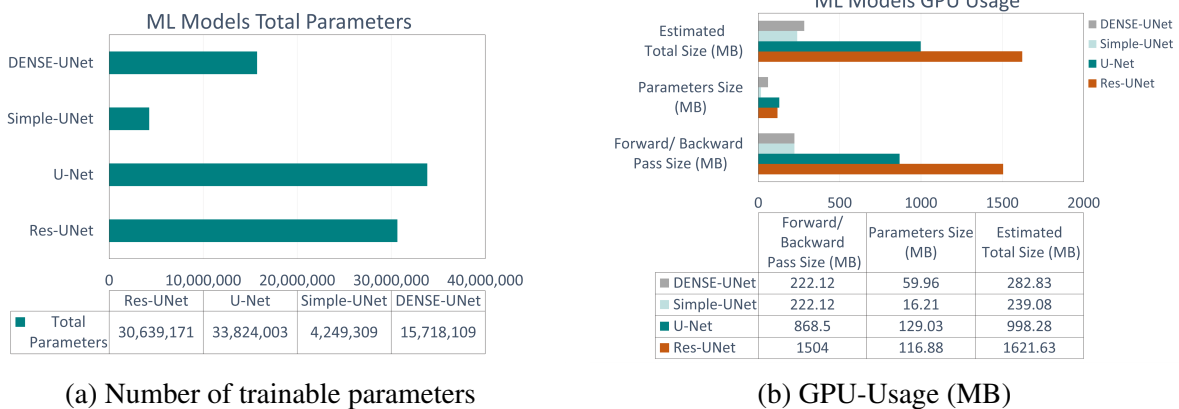 ML Models Total Parameters
DENSE-UNet
Simple-UNet
U-Net
Res-UNet
0 10,000,000 20,000,000 30,000,000 40,000,000
Res-UNet U-Net Simple-UNet DENSE-UNet
Total
Parameters
30,639,171 33,824,003 4,249,309 15,718,109
(a) Number of trainable parameters
ML Models GPU Usage
Estimated
Total Size (MB)
Parameters Size
(MB)
Forward/ Backward
Pass Size (MB)
DENSE-UNet
Simple-UNet
U-Net
Res-UNet
0 500 1000 1500 2000
Forward/
Backward
Pass Size (MB)
Parameters Size
(MB)
Estimated
Total Size (MB)
DENSE-UNet 222.12 59.96 282.83
Simple-UNet 222.12 16.21 239.08
U-Net 868.5 129.03 998.28
Res-UNet 1504 116.88 1621.63
(b) GPU-Usage (MB)